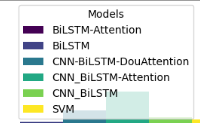 Models
BiLSTM-Attention
BiLSTM
CNN-BiLSTM-DouAttention
CNN_BiLSTM-Attention
CNN_BiLSTM
SVM